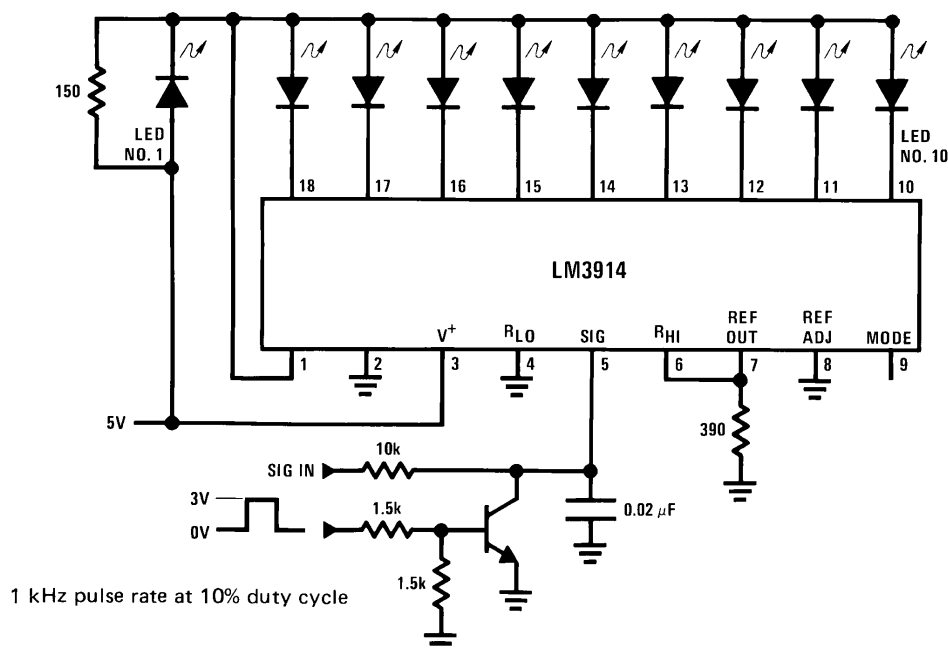 150
LED
NO. 1
LED
NO. 10
18 17 16 15 14 13 12 11 10
LM3914
V+ RLO SIG RHI REF OUT REF ADJ MODE
1 2 3 4 5 6 7 8 9
5V
390
SIG IN
10k
3V
0V
1.5k
0.02 µF
1.5k
1 kHz pulse rate at 10% duty cycle